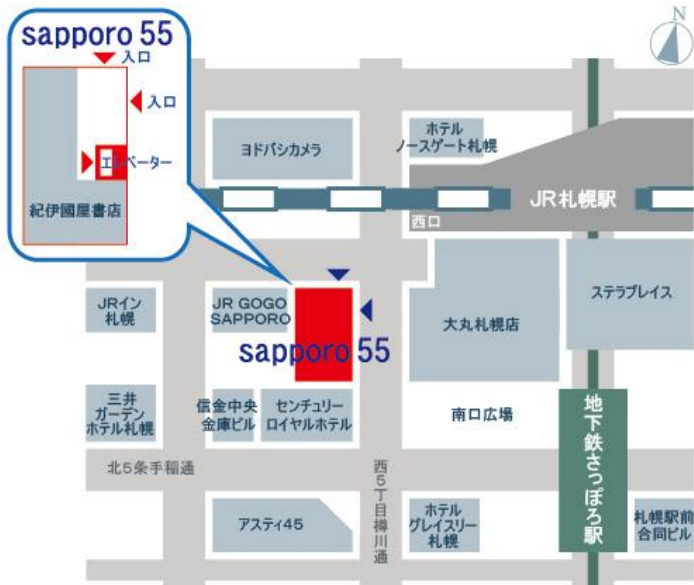 sapporo 55
入口
入口
エレベーター
紀伊國屋書店
N
ヨドバシカメラ
ホテル
ノースゲート札幌
JR札幌駅
西口
JRイン
札幌
JR GOGO
SAPPORO
sapporo 55
大丸札幌店
ステラプレイス
三井
ガーデン
ホテル札幌
信金中央
金庫ビル
センチュリー
ロイヤルホテル
南口広場
地下鉄さっぽろ駅
北5条手稲通
西5丁目樽川通
アスティ45
ホテル
グレイスリー
札幌
札幌駅前
合同ビル